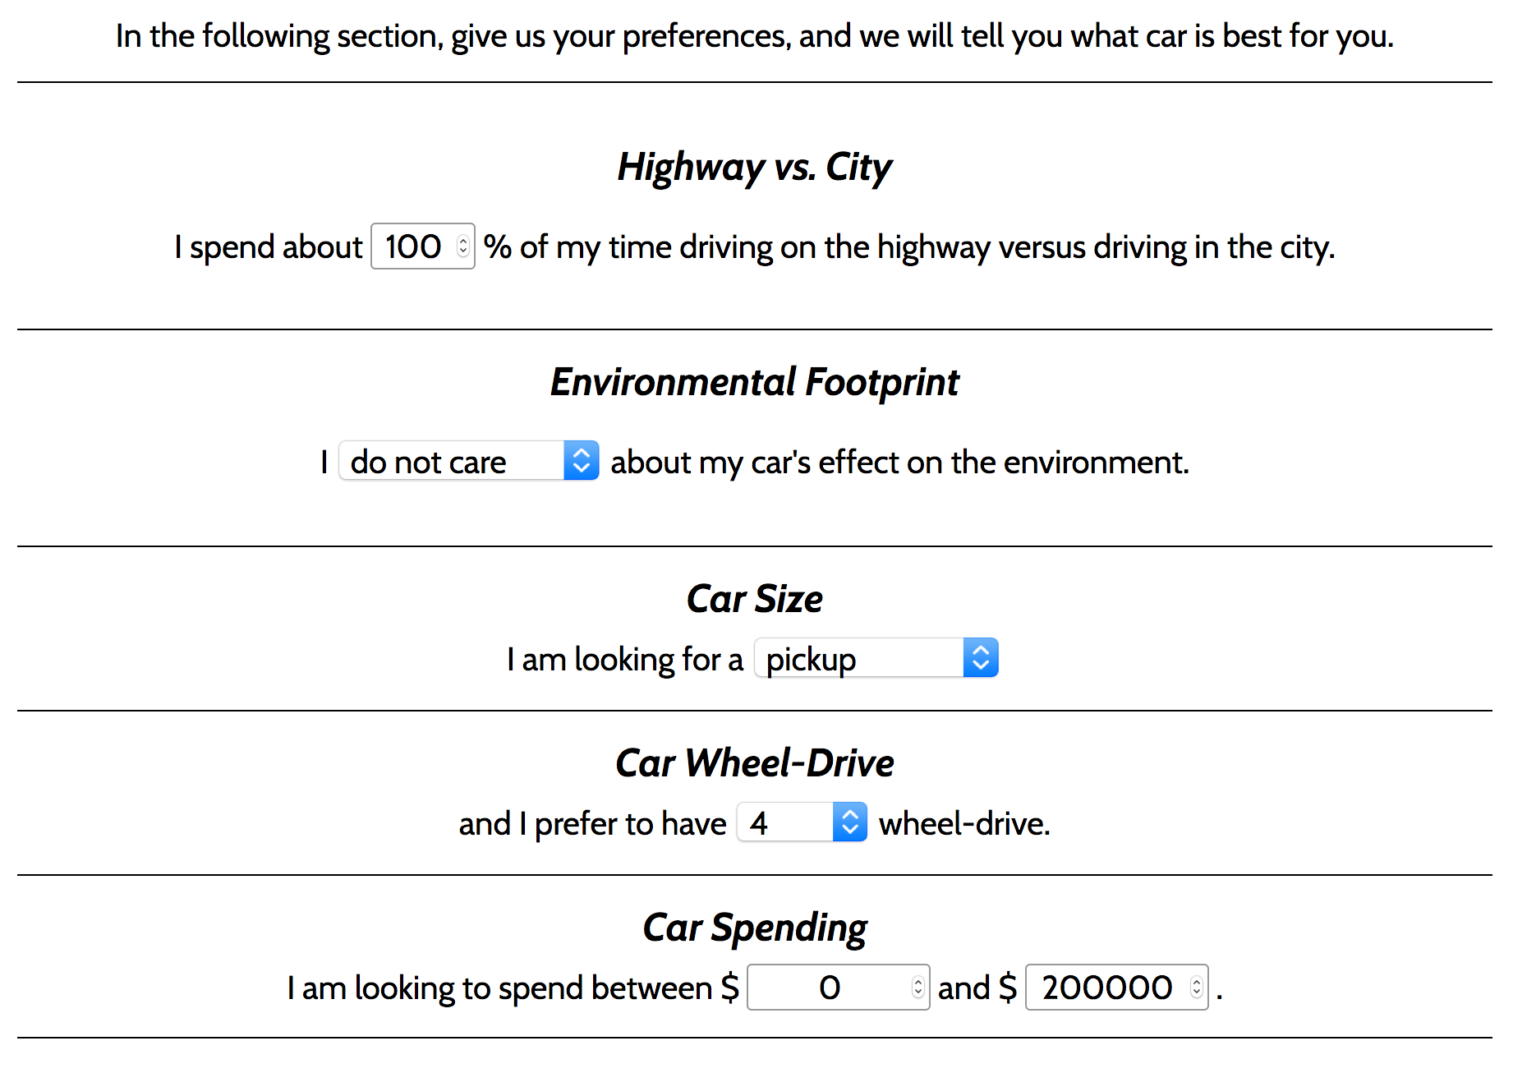 In the following section, give us your preferences, and we will tell you what car is best for you.
Highway vs. City
I spend about 100 % of my time driving on the highway versus driving in the city.
Environmental Footprint
I do not care about my car's effect on the environment.
Car Size
I am looking for a pickup
Car Wheel-Drive
and I prefer to have 4 wheel-drive.
Car Spending
I am looking to spend between $ 0 and $ 200000 .